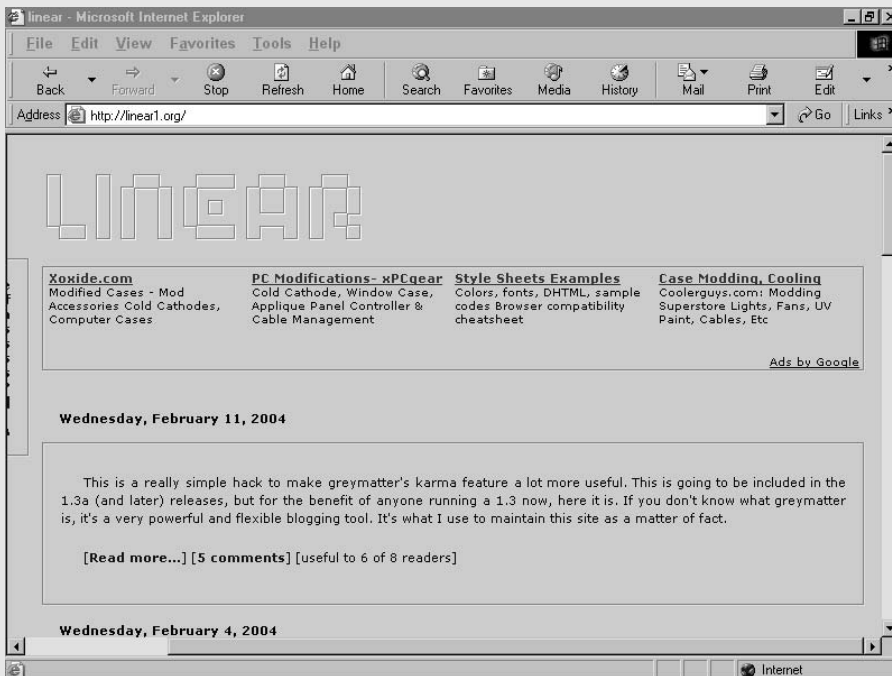 linear - Microsoft Internet Explorer
File Edit View Favorites Tools Help
Back Forward Stop Refresh Home Search Favorites Media History Mail Print Edit
Address http://linear1.org/ Go Links
LINEAR
Xoxide.com
Modified Cases - Mod
Accessories Cold Cathodes,
Computer Cases
PC Modifications- xPCgear
Cold Cathode, Window Case,
Applique Panel Controller &
Cable Management
Style Sheets Examples
Colors, fonts, DHTML, sample
codes Browser compatibility
cheatsheet
Case Modding, Cooling
Coolerguys.com: Modding
Superstore Lights, Fans, UV
Paint, Cables, Etc
Ads by Google
Wednesday, February 11, 2004
This is a really simple hack to make greymatter's karma feature a lot more useful. This is going to be included in the
1.3a (and later) releases, but for the benefit of anyone running a 1.3 now, here it is. If you don't know what greymatter
is, it's a very powerful and flexible blogging tool. It's what I use to maintain this site as a matter of fact.
[Read more...] [5 comments] [useful to 6 of 8 readers]
Wednesday, February 4, 2004
Internet